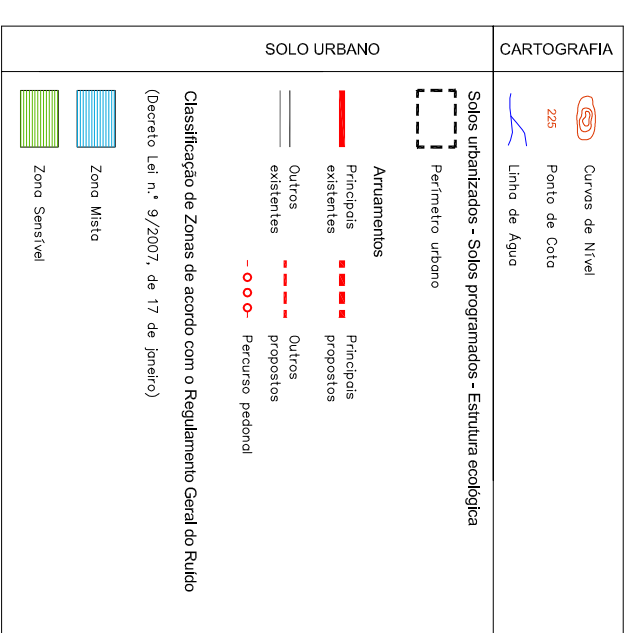 CARTOGRAFIA
Curvas de Nível
225 Ponto de Cota
Linha de Água
SOLO URBANO
Solos urbanizados - Solos programados - Estrutura ecológica
Perímetro urbano
Arruamentos
Principais
existentes
Principais
propostos
Outros
existentes
Outros
propostos
Percurso pedonal
Classificação de Zonas de acordo com o Regulamento Geral do Ruído
(Decreto Lei n.º 9/2007, de 17 de janeiro)
Zona Mista
Zona Sensível